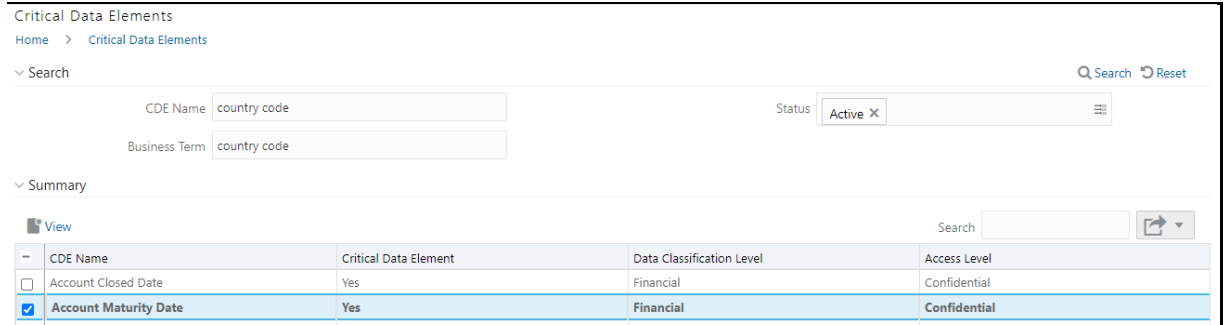 Critical Data Elements
Home > Critical Data Elements
Search Search Reset
CDE Name country code Status Active ×
Business Term country code
Summary
View Search
CDE Name Critical Data Element Data Classification Level Access Level
Account Closed Date Yes Financial Confidential
Account Maturity Date Yes Financial Confidential